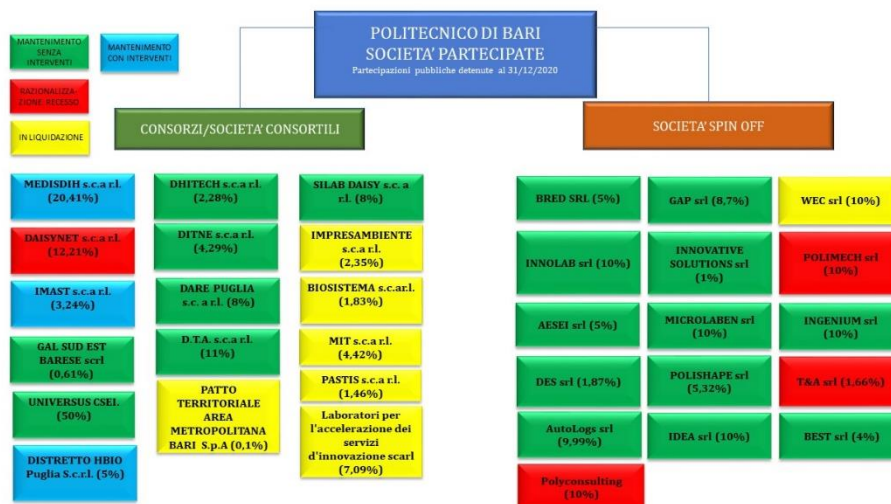 POLITECNICO DI BARI
SOCIETA' PARTECIPATE
Partecipazioni pubbliche detenute al 31/12/2020
MANTENIMENTO
SENZA
INTERVENTI
MANTENIMENTO
CON INTERVENTI
RAZIONALIZZA-
ZIONE: RECESSO
IN LIQUIDAZIONE
CONSORZI/SOCIETA' CONSORTILI
SOCIETA' SPIN OFF
MEDISDIH s.c.a r.l.
(20,41%)
DAISYNET s.c.a r.l.
(12,21%)
IMAST s.c.a r.l.
(3,24%)
GAL SUD EST
BARESE scrl
(0,61%)
UNIVERSUS CSEI.
(50%)
DISTRETTO HBIO
Puglia S.c.r.l. (5%)
DHITECH s.c.a r.l.
(2,28%)
DITNE s.c.a r.l.
(4,29%)
DARE PUGLIA
s.c. a r.l. (8%)
D.T.A. s.c.a r.l.
(11%)
PATTO
TERRITORIALE
AREA
METROPOLITANA
BARI S.p.A (0,1%)
SILAB DAISY s.c. a
r.l. (8%)
IMPRESAMBIENTE
s.c.a r.l.
(2,35%)
BIOSISTEMA s.c.ar.l.
(1,83%)
MIT s.c.a r.l.
(4,42%)
PASTIS s.c.a r.l.
(1,46%)
Laboratori per
l'accelerazione dei
servizi
d'innovazione scarl
(7,09%)
BRED SRL (5%)
INNOLAB srl (10%)
AESEI srl (5%)
DES srl (1,87%)
AutoLogs srl
(9,99%)
Polyconsulting
(10%)
GAP srl (8,7%)
INNOVATIVE
SOLUTIONS srl
(1%)
MICROLABEN srl
(10%)
POLISHAPE srl
(5,32%)
IDEA srl (10%)
WEC srl (10%)
POLIMECH srl
(10%)
INGENIUM srl
(10%)
T&A srl (1,66%)
BEST srl (4%)